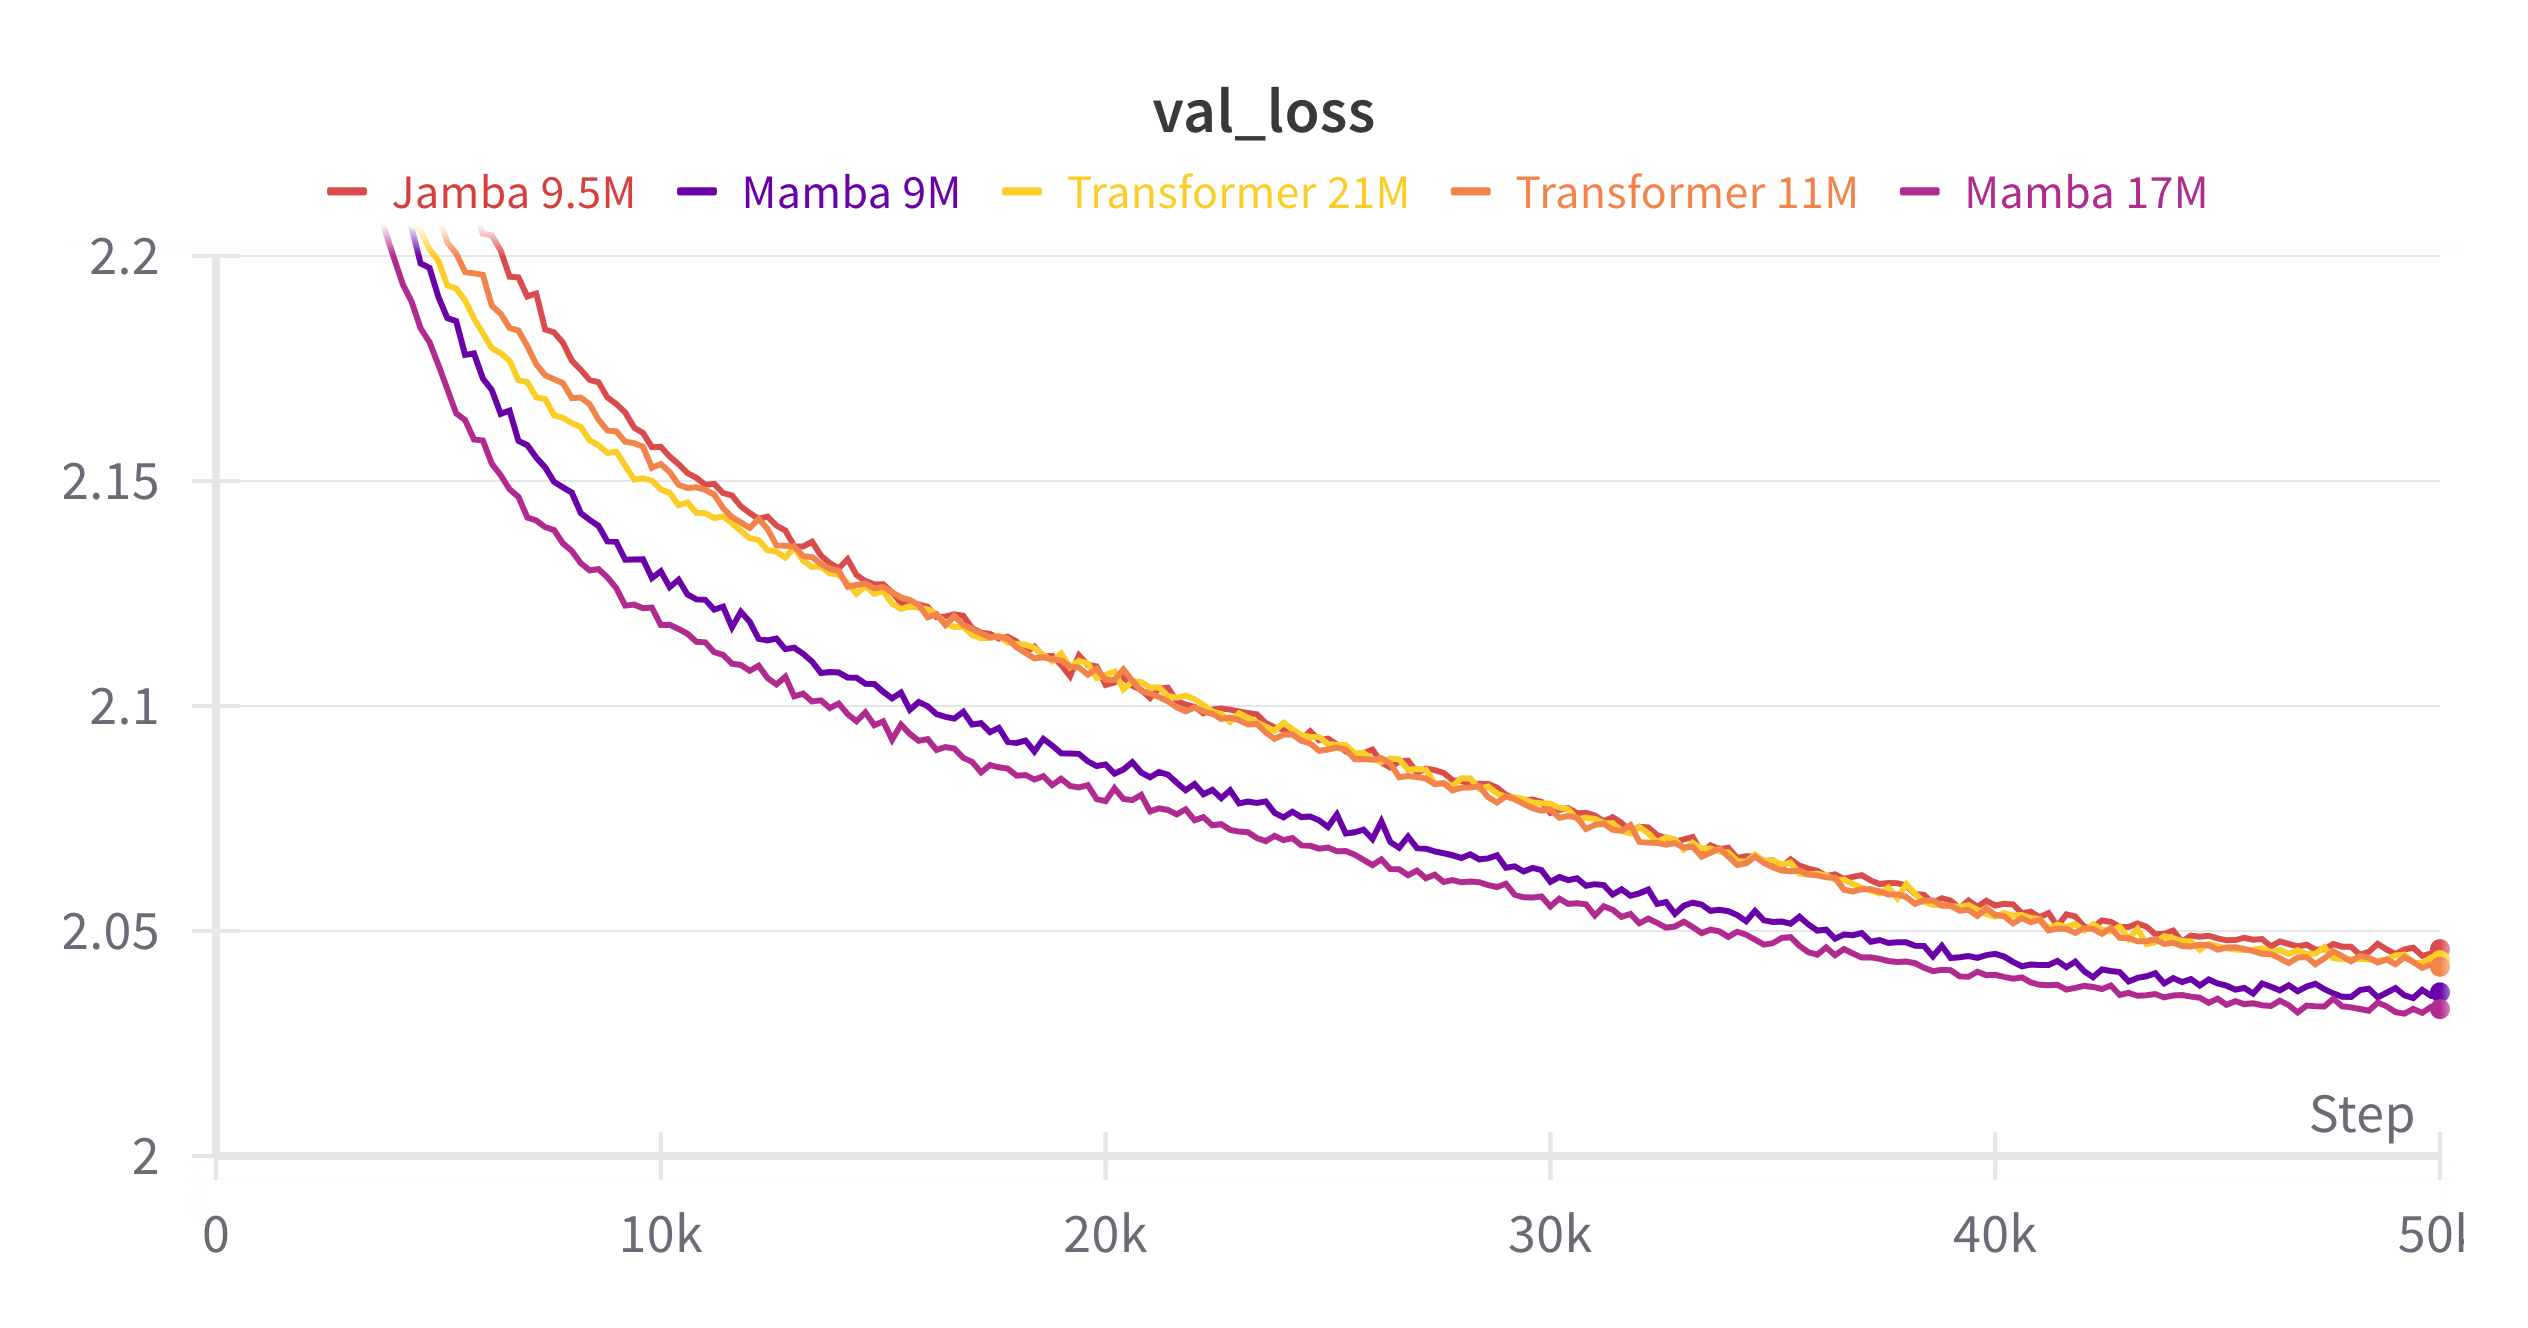 val_loss
Jamba 9.5M Mamba 9M Transformer 21M Transformer 11M Mamba 17M
2.2
2.15
2.1
2.05
2
Step
0 10k 20k 30k 40k 50